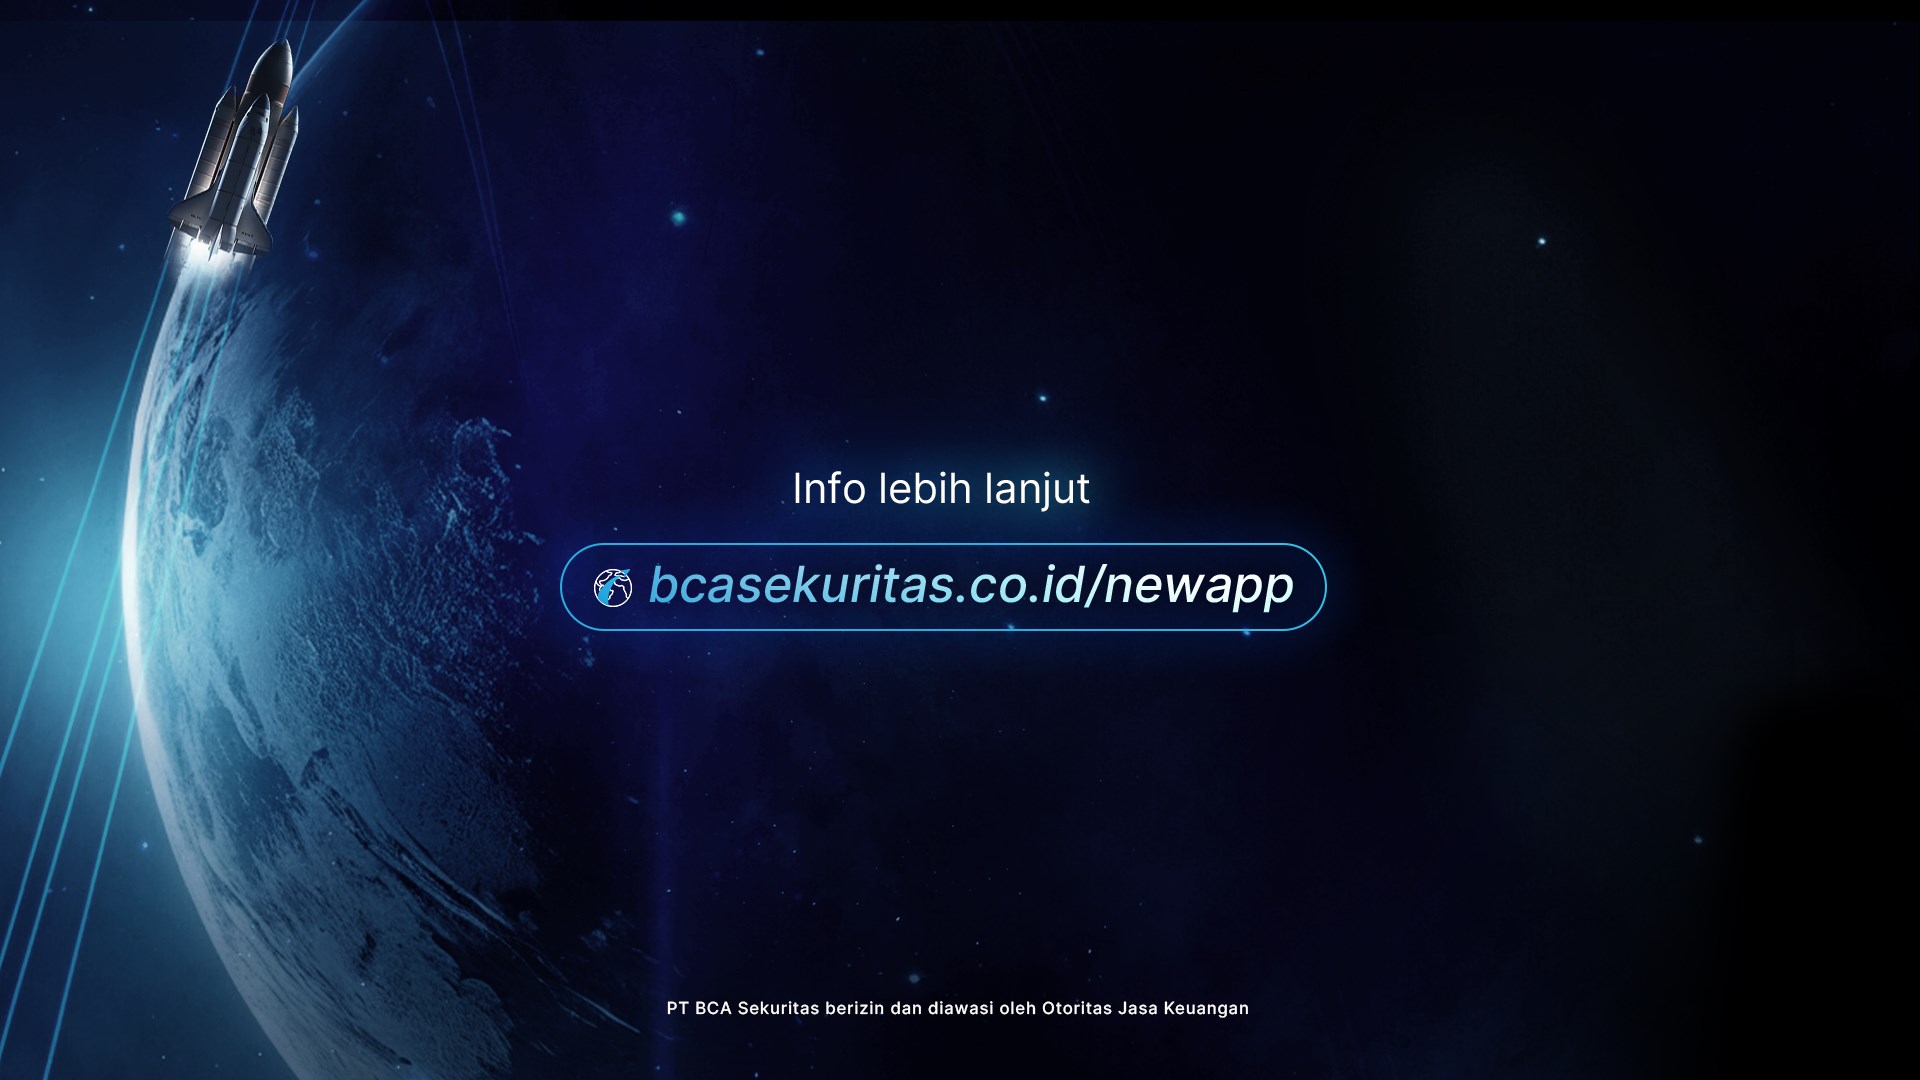 Info lebih lanjut
bcasekuritas.co.id/newapp
PT BCA Sekuritas berizin dan diawasi oleh Otoritas Jasa Keuangan